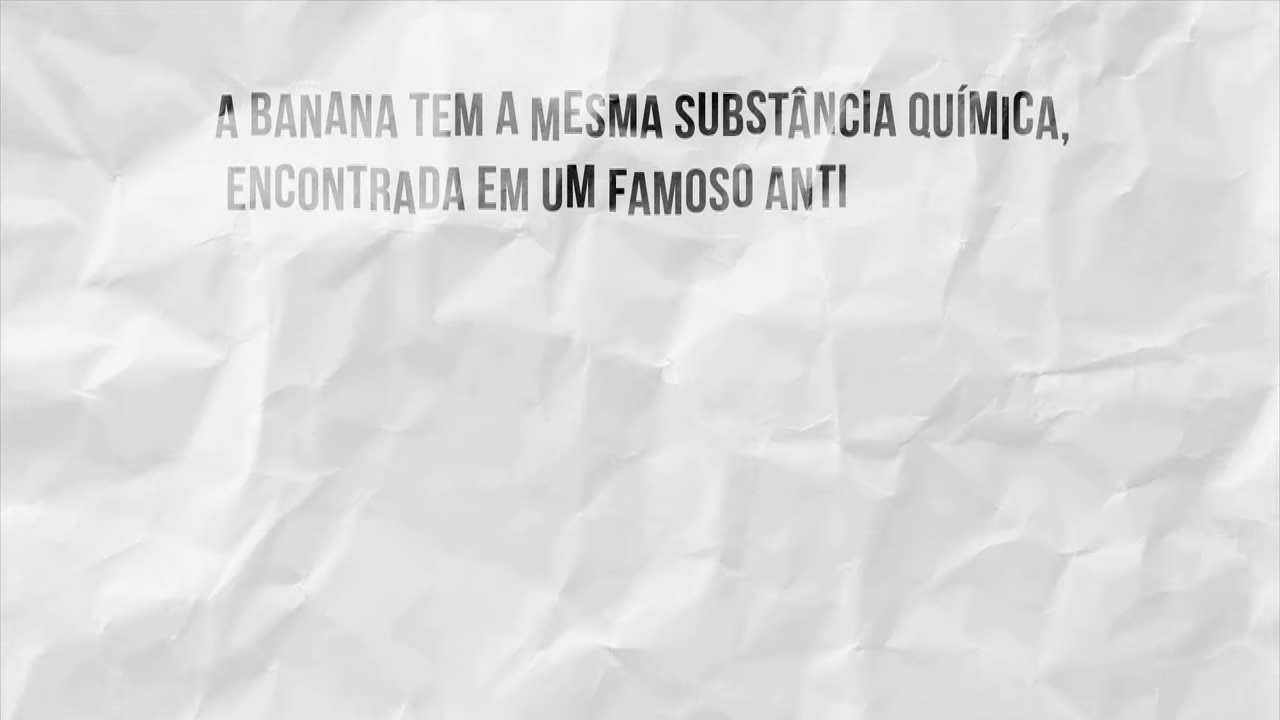 A BANANA TEM A MESMA SUBSTÂNCIA QUÍMICA,
ENCONTRADA EM UM FAMOSO ANTI